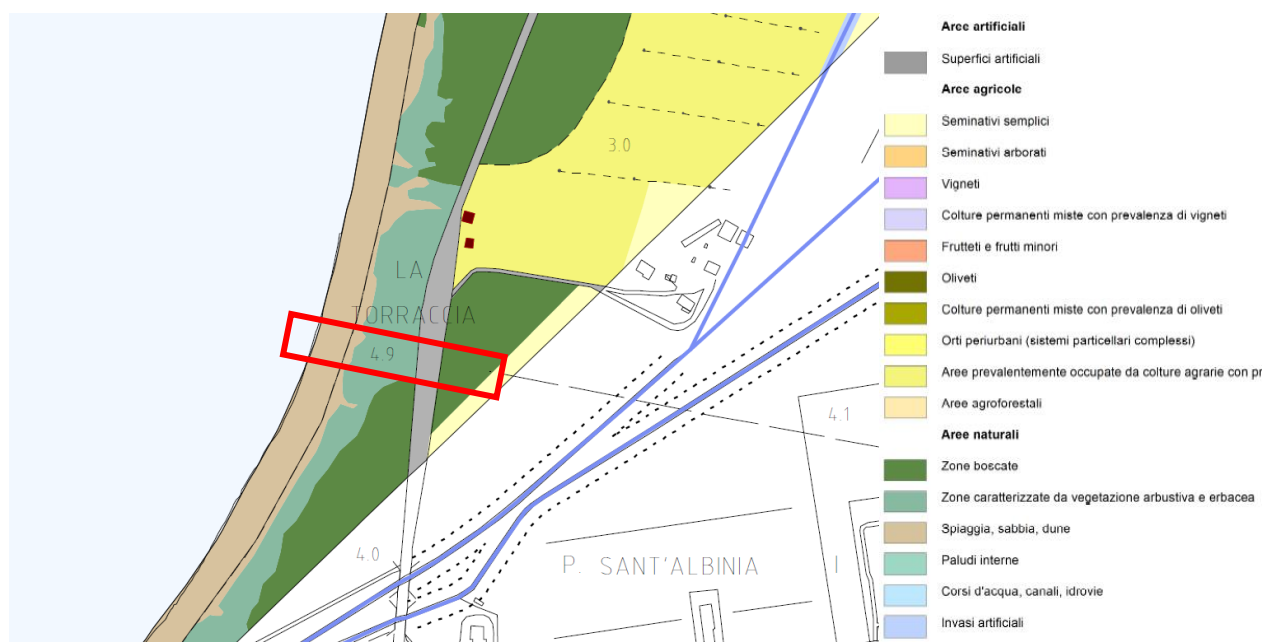 3.0
LA
TORRACCIA
4.9
4.1
4.0
P. SANT'ALBINIA
I
Aree artificiali
Superfici artificiali
Aree agricole
Seminativi semplici
Seminativi arborati
Vigneti
Colture permanenti miste con prevalenza di vigneti
Frutteti e frutti minori
Oliveti
Colture permanenti miste con prevalenza di oliveti
Orti periurbani (sistemi particellari complessi)
Aree prevalentemente occupate da colture agrarie con pr
Aree agroforestali
Aree naturali
Zone boscate
Zone caratterizzate da vegetazione arbustiva e erbacea
Spiaggia, sabbia, dune
Paludi interne
Corsi d'acqua, canali, idrovie
Invasi artificiali